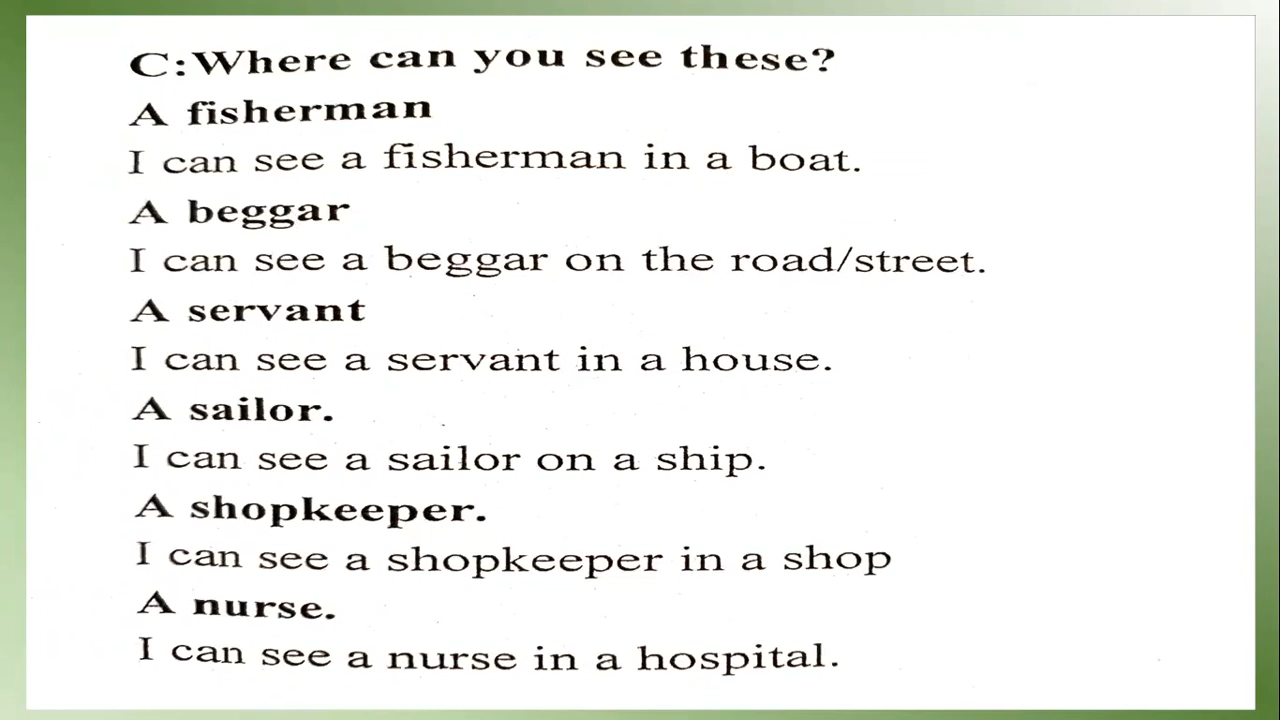 C:Where can you see these?
A fisherman
I can see a fisherman in a boat.
A beggar
I can see a beggar on the road/street.
A servant
I can see a servant in a house.
A sailor.
I can see a sailor on a ship.
A shopkeeper.
I can see a shopkeeper in a shop
A nurse.
I can see a nurse in a hospital.